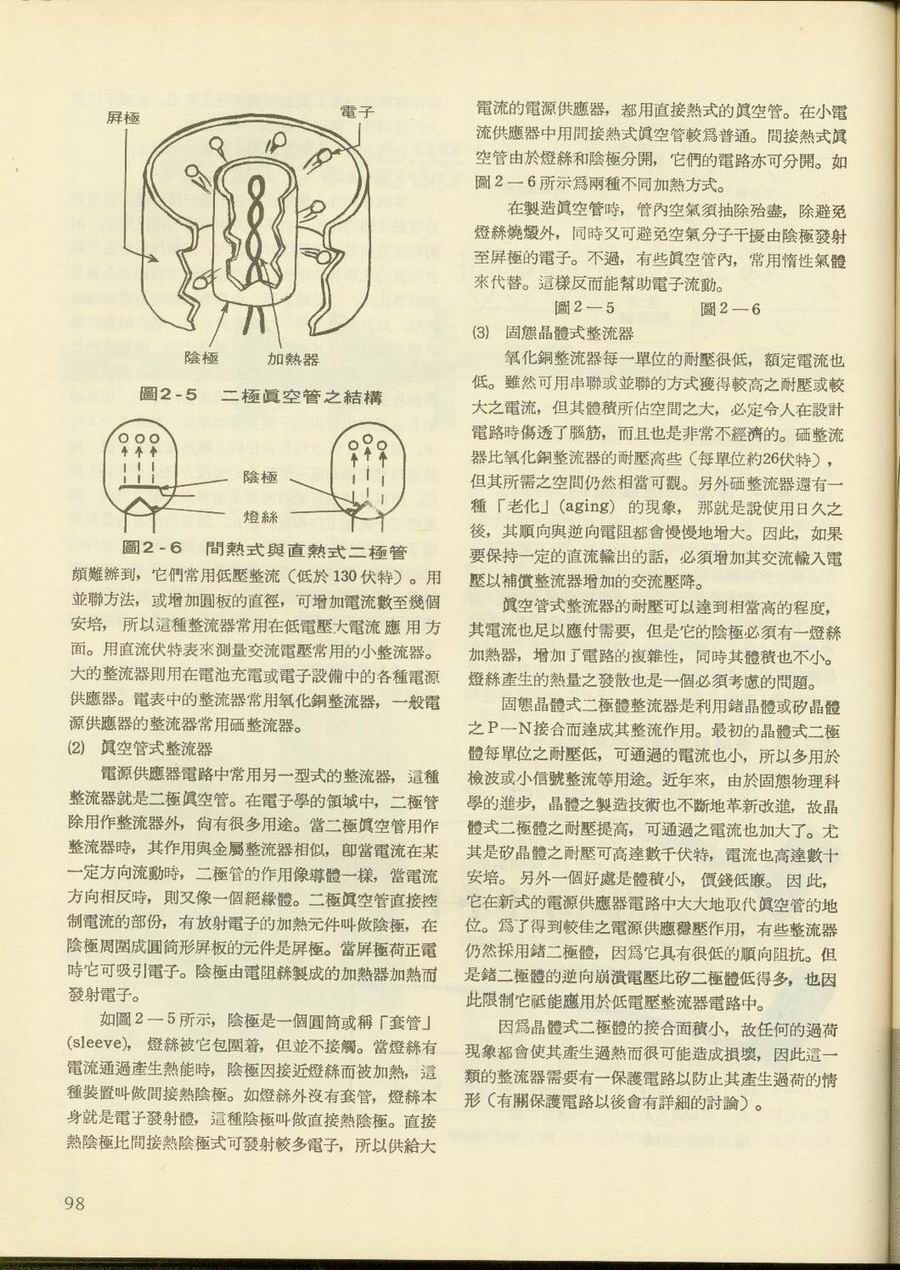 屏極
電子
陰極
加熱器
圖2-5 二極眞空管之結構
陰極
燈絲
圖2-6 間熱式與直熱式二極管
頗難辦到，它們常用低壓整流（低於 130 伏特）。用
並聯方法，或增加圓板的直徑，可增加電流數至幾個
安培， 所以這種整流器常用在低電壓大電流 應 用 方
面。用直流伏特表來測量交流電壓常用的小整流器。
大的整流器則用在電池充電或電子設備中的各種電源
供應器。電表中的整流器常用氧化銅整流器，一般電
源供應器的整流器常用硒整流器。
(2) 眞空管式整流器
電源供應器電路中常用另一型式的整流器，這種
整流器就是二極眞空管。在電子學的領域中，二極管
除用作整流器外，尙有很多用途。當二極眞空管用作
整流器時，其作用與金屬整流器相似，卽當電流在某
一定方向流動時，二極管的作用像導體一樣，當電流
方向相反時，則又像一個絕緣體。二極眞空管直接控
制電流的部份，有放射電子的加熱元件叫做陰極，在
陰極周圍成圓筒形屏板的元件是屏極。當屏極荷正電
時它可吸引電子。陰極由電阻絲製成的加熱器加熱而
發射電子。
如圖 2 — 5 所示，陰極是一個圓筒或稱「套管」
(sleeve)， 燈絲被它包圍着，但並不接觸。當燈絲有
電流通過產生熱能時，陰極因接近燈絲而被加熱，這
種裝置叫做間接熱陰極。如燈絲外沒有套管，燈絲本
身就是電子發射體，這種陰極叫做直接熱陰極。直接
熱陰極比間接熱陰極式可發射較多電子，所以供給大
電流的電源供應器，都用直接熱式的眞空管。在小電
流供應器中用間接熱式眞空管較爲普通。間接熱式眞
空管由於燈絲和陰極分開，它們的電路亦可分開。如
圖 2 — 6 所示爲兩種不同加熱方式。
在製造眞空管時，管內空氣須抽除殆盡，除避免
燈絲燒燬外，同時又可避免空氣分子干擾由陰極發射
至屏極的電子。不過，有些眞空管內，常用惰性氣體
來代替。這樣反而能幫助電子流動。
圖 2 — 5 圖 2 — 6
(3) 固態晶體式整流器
氧化銅整流器每一單位的耐壓很低，額定電流也
低。雖然可用串聯或並聯的方式獲得較高之耐壓或較
大之電流，但其體積所佔空間之大，必定令人在設計
電路時傷透了腦筋，而且也是非常不經濟的。硒整流
器比氧化銅整流器的耐壓高些（每單位約26伏特），
但其所需之空間仍然相當可觀。另外硒整流器還有一
種「老化」(aging) 的現象， 那就是說使用日久之
後，其順向與逆向電阻都會慢慢地增大。因此，如果
要保持一定的直流輸出的話，必須增加其交流輸入電
壓以補償整流器增加的交流壓降。
眞空管式整流器的耐壓可以達到相當高的程度，
其電流也足以應付需要，但是它的陰極必須有一燈絲
加熱器，增加了電路的複雜性，同時其體積也不小。
燈絲產生的熱量之發散也是一個必須考慮的問題。
固態晶體式二極體整流器是利用鍺晶體或矽晶體
之 P—N接合而達成其整流作用。最初的晶體式二極
體每單位之耐壓低，可通過的電流也小，所以多用於
檢波或小信號整流等用途。近年來，由於固態物理科
學的進步，晶體之製造技術也不斷地革新改進，故晶
體式二極體之耐壓提高，可通過之電流也加大了。尤
其是矽晶體之耐壓可高達數千伏特，電流也高達數十
安培。 另外一個好處是體積小， 價錢低廉。 因 此，
它在新式的電源供應器電路中大大地取代眞空管的地
位。爲了得到較佳之電源供應穩壓作用，有些整流器
仍然採用鍺二極體，因爲它具有很低的順向阻抗。但
是鍺二極體的逆向崩潰電壓比矽二極體低得多，也因
此限制它祇能應用於低電壓整流器電路中。
因爲晶體式二極體的接合面積小，故任何的過荷
現象都會使其產生過熱而很可能造成損壞，因此這一
類的整流器需要有一保護電路以防止其產生過荷的情
形（有關保護電路以後會有詳細的討論）。
98